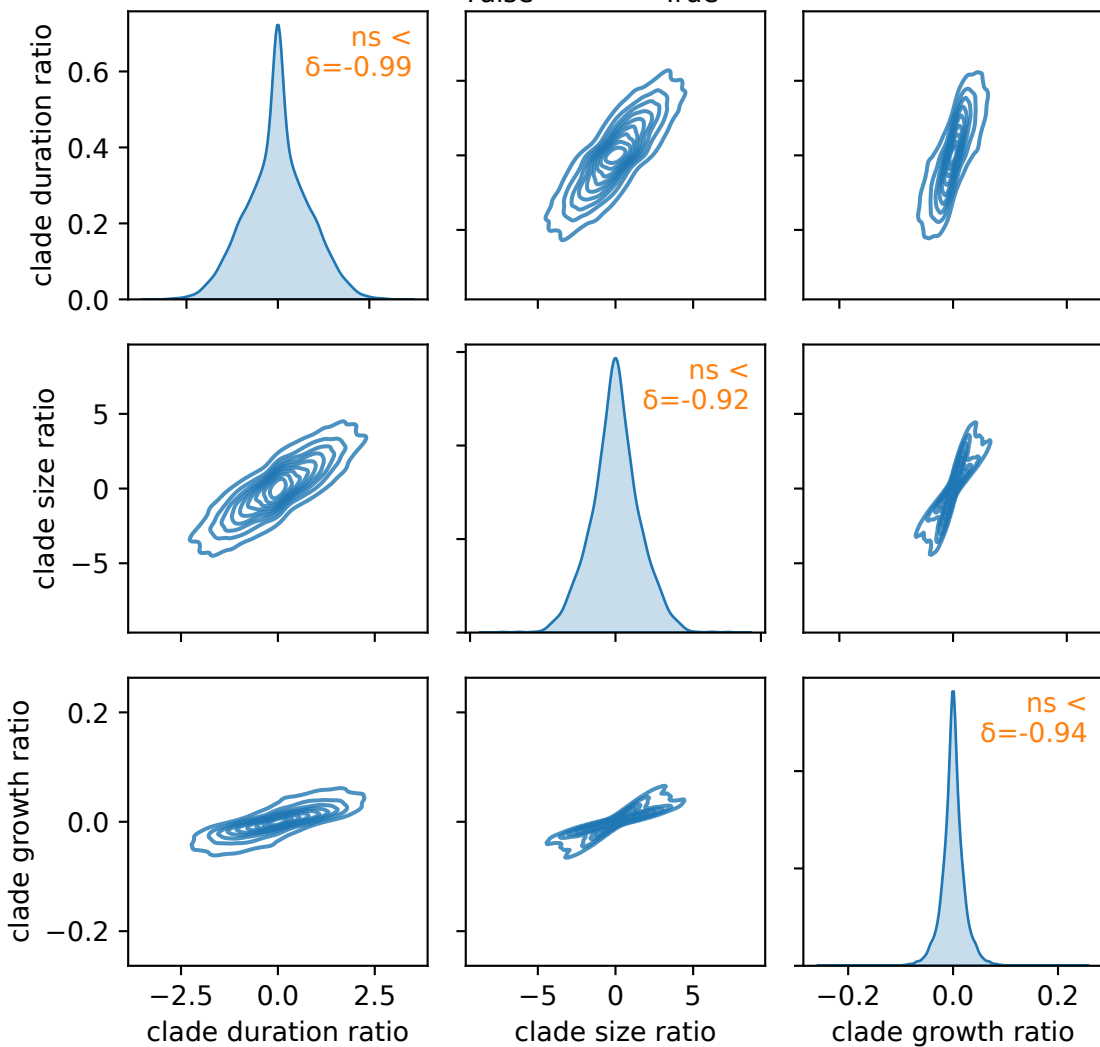 clade duration ratio
0.6
0.4
0.2
0.0
ns <
δ=-0.99
clade size ratio
5
0
−5
ns <
δ=-0.92
clade growth ratio
0.2
0.0
−0.2
ns <
δ=-0.94
−2.5 0.0 2.5
−5 0 5
−0.2 0.0 0.2
clade duration ratio
clade size ratio
clade growth ratio